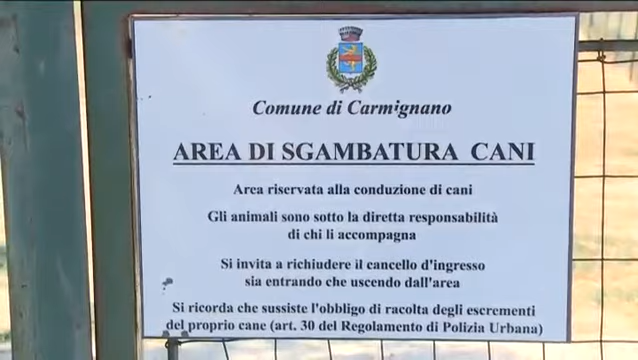 Comune di Carmignano
AREA DI SGAMBATURA CANI
Area riservata alla conduzione di cani
Gli animali sono sotto la diretta responsabilità
di chi li accompagna
Si invita a richiudere il cancello d'ingresso
sia entrando che uscendo dall'area
Si ricorda che sussiste l'obbligo di racolta degli escrementi
del proprio cane (art. 30 del Regolamento di Polizia Urbana)